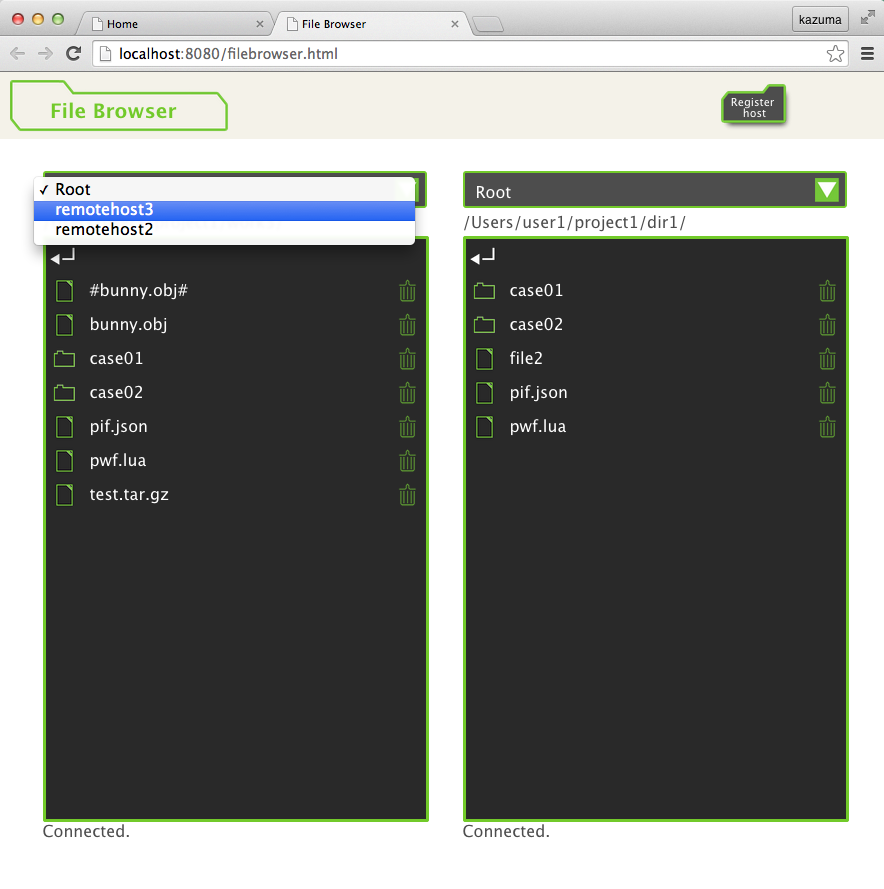 Home
File Browser
kazuma
localhost:8080/filebrowser.html
File Browser
Register
host
✓ Root
remotehost3
remotehost2
#bunny.obj#
bunny.obj
case01
case02
pif.json
pwf.lua
test.tar.gz
Connected.
Root
/Users/user1/project1/dir1/
case01
case02
file2
pif.json
pwf.lua
Connected.